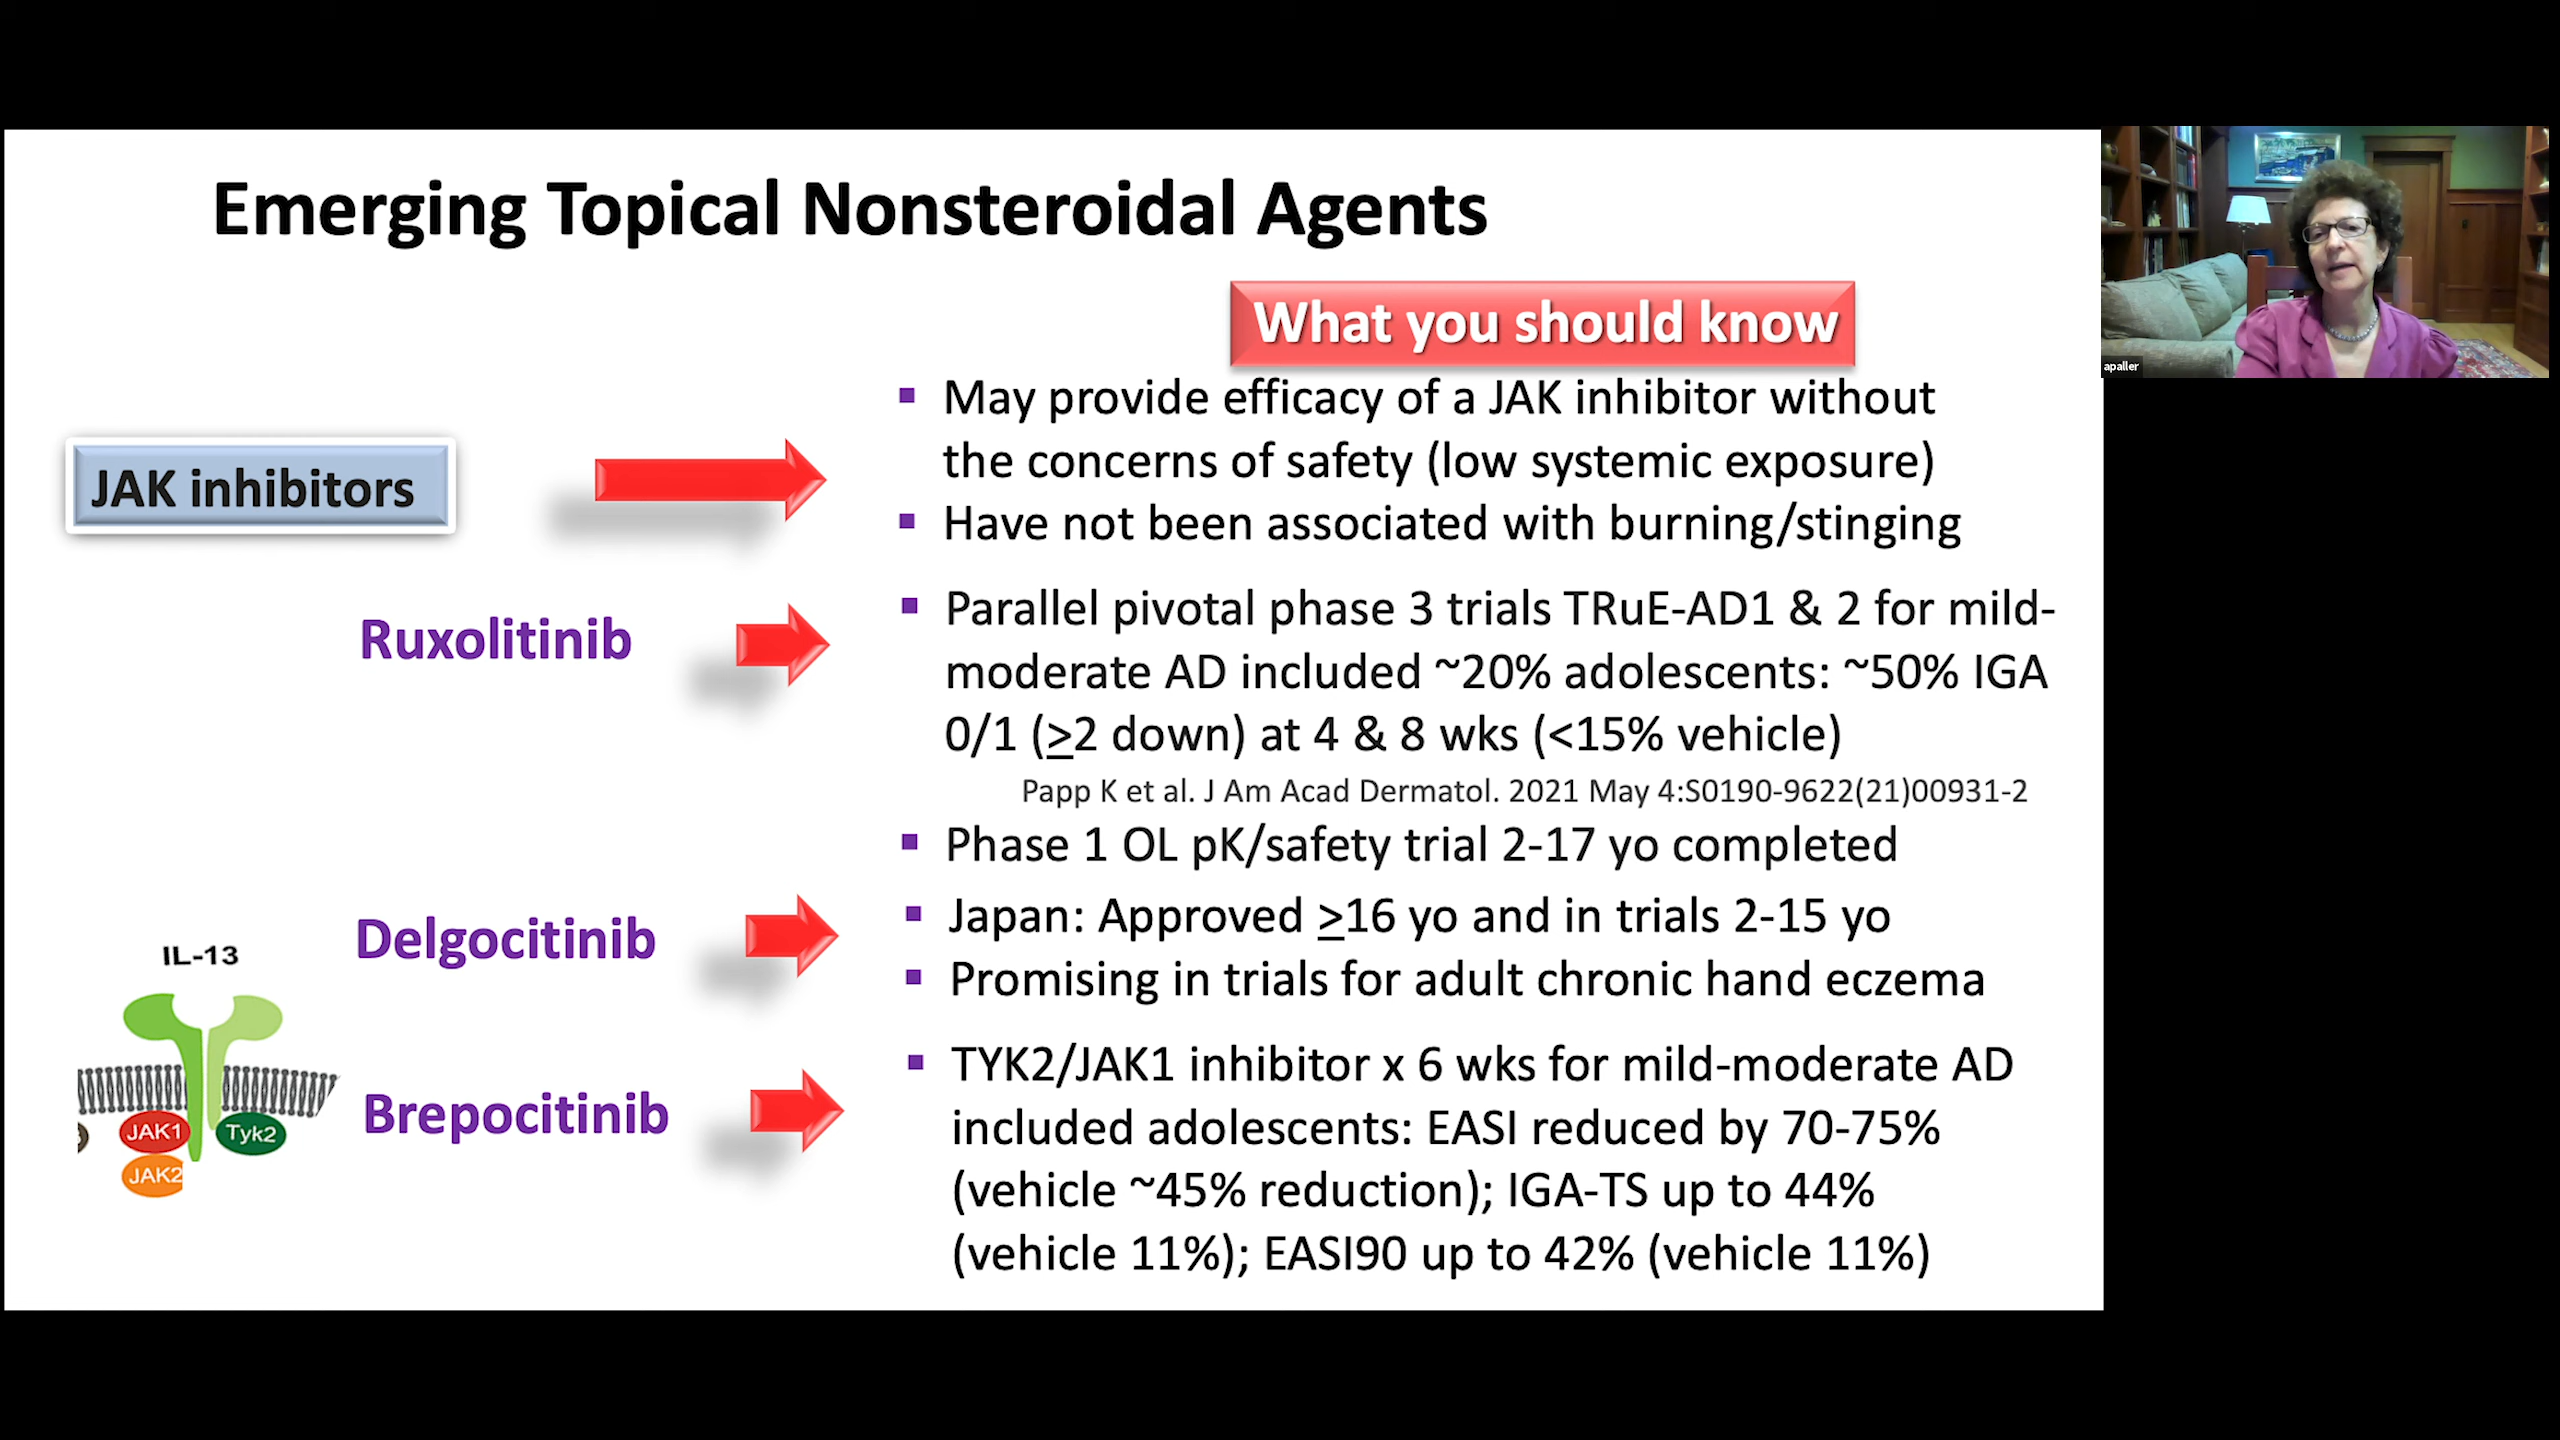 Emerging Topical Nonsteroidal Agents
What you should know
JAK inhibitors
▪ May provide efficacy of a JAK inhibitor without
the concerns of safety (low systemic exposure)
▪ Have not been associated with burning/stinging
Ruxolitinib
▪ Parallel pivotal phase 3 trials TRuE-AD1 & 2 for mild-
moderate AD included ~20% adolescents: ~50% IGA
0/1 (≥2 down) at 4 & 8 wks (<15% vehicle)
Papp K et al. J Am Acad Dermatol. 2021 May 4:S0190-9622(21)00931-2
▪ Phase 1 OL pK/safety trial 2-17 yo completed
Delgocitinib
▪ Japan: Approved ≥16 yo and in trials 2-15 yo
▪ Promising in trials for adult chronic hand eczema
Brepocitinib
▪ TYK2/JAK1 inhibitor x 6 wks for mild-moderate AD
included adolescents: EASI reduced by 70-75%
(vehicle ~45% reduction); IGA-TS up to 44%
(vehicle 11%); EASI90 up to 42% (vehicle 11%)
IL-13
JAK1
Tyk2
JAK2
apaller